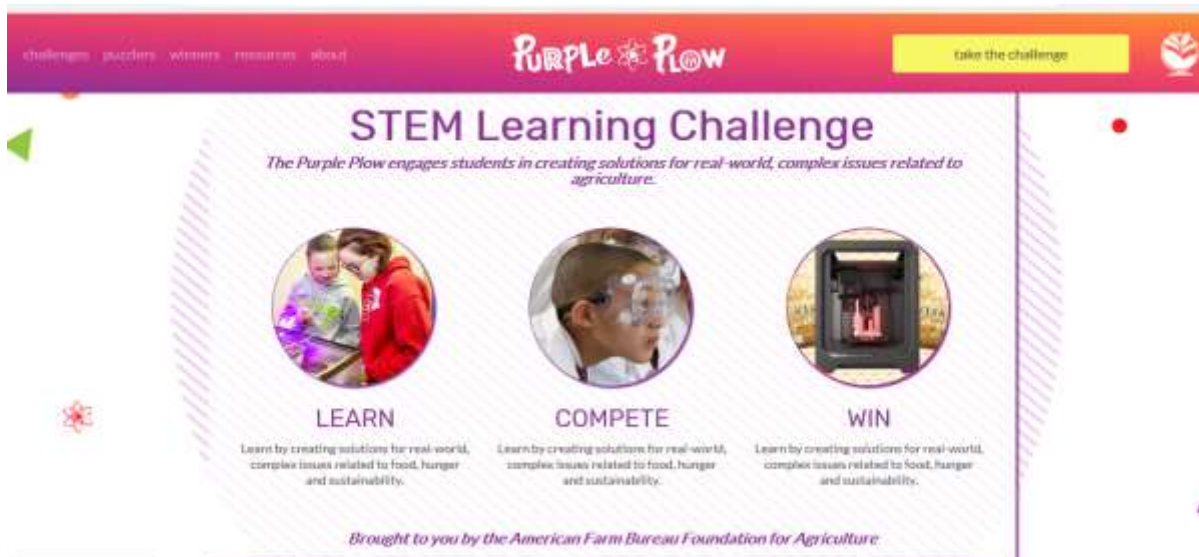 challenges puzzlers winners resources about
PURPLE PLOW
take the challenge
STEM Learning Challenge
The Purple Plow engages students in creating solutions for real-world, complex issues related to
agriculture.
LEARN
COMPETE
WIN
Learn by creating solutions for real-world,
complex issues related to food, hunger
and sustainability.
Learn by creating solutions for real-world,
complex issues related to food, hunger
and sustainability.
Learn by creating solutions for real-world,
complex issues related to food, hunger
and sustainability.
Brought to you by the American Farm Bureau Foundation for Agriculture